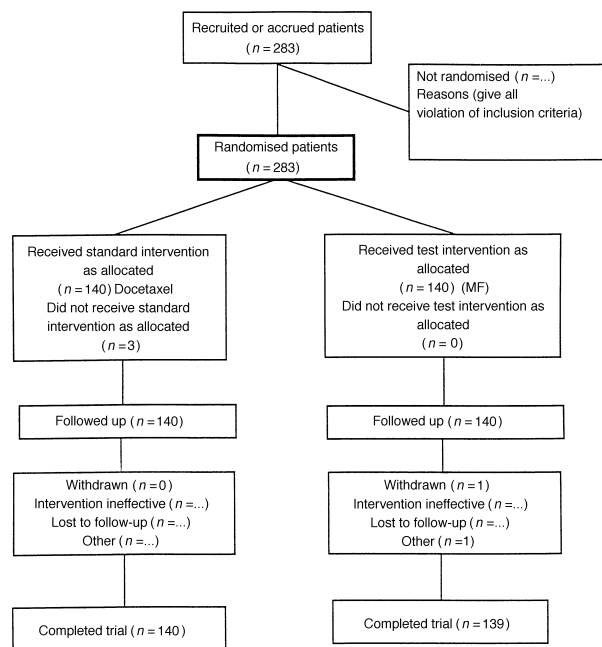 Recruited or accrued patients
(n=283)
Not randomised (n=...)
Reasons (give all
violation of inclusion criteria)
Randomised patients
(n=283)
Received standard intervention
as allocated
(n=140) Docetaxel
Did not receive standard
intervention as allocated
(n=3)
Received test intervention as
allocated
(n=140) (MF)
Did not receive test intervention as
allocated
(n=0)
Followed up (n=140)
Followed up (n=140)
Withdrawn (n=0)
Intervention ineffective (n=...)
Lost to follow-up (n=...)
Other (n=...)
Withdrawn (n=1)
Intervention ineffective (n=...)
Lost to follow-up (n=...)
Other (n=1)
Completed trial (n=140)
Completed trial (n=139)